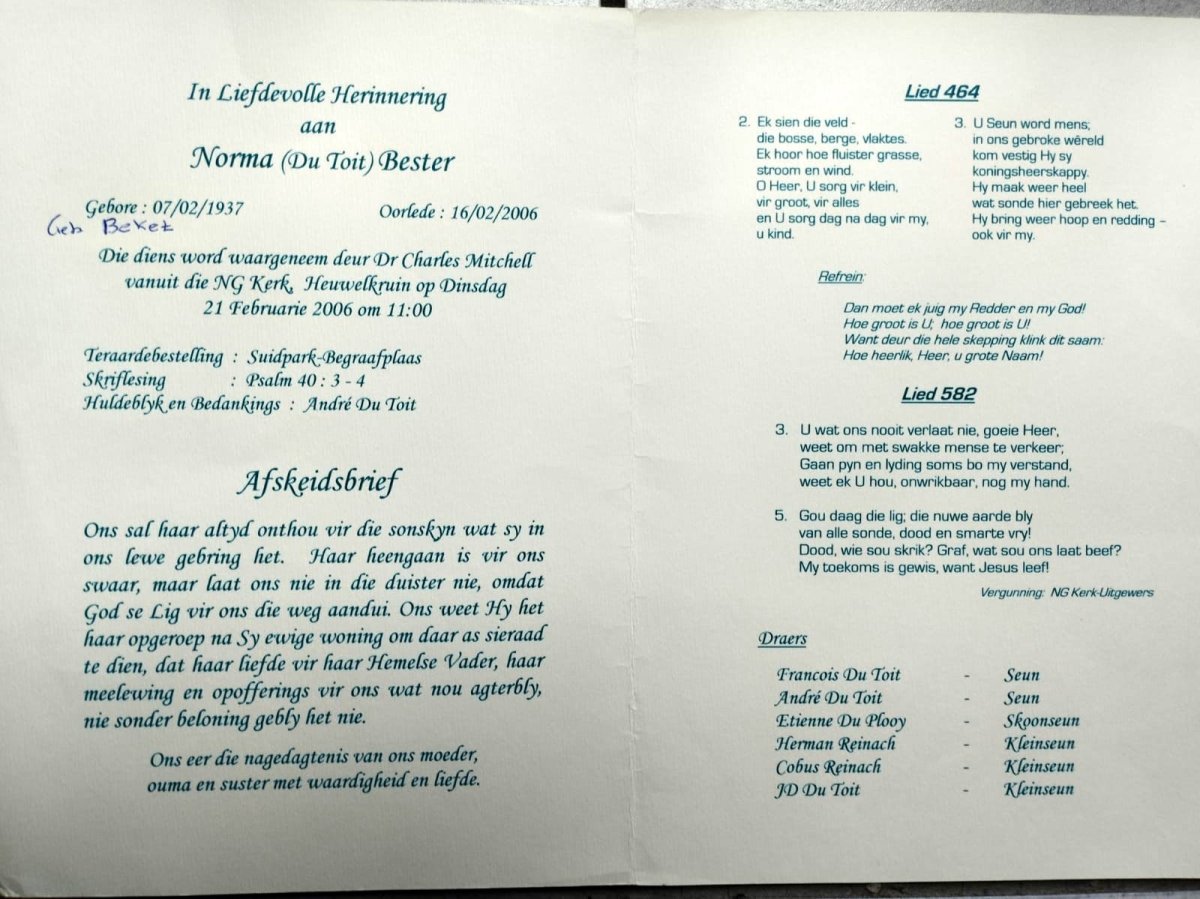 In Liefdevolle Herinnering
aan
Norma (Du Toit) Bester
Gebore : 07/02/1937 Oorlede : 16/02/2006
Geb Beket
Die diens word waargeneem deur Dr Charles Mitchell
vanuit die NG Kerk, Heuwelkruin op Dinsdag
21 Februarie 2006 om 11:00
Teraardebestelling : Suidpark-Begraafplaas
Skriflesing : Psalm 40 : 3 - 4
Huldeblyk en Bedankings : André Du Toit
Afskeidsbrief
Ons sal haar altyd onthou vir die sonskyn wat sy in
ons lewe gebring het. Haar heengaan is vir ons
swaar, maar laat ons nie in die duister nie, omdat
God se Lig vir ons die weg aandui. Ons weet Hy het
haar opgeroep na Sy ewige woning om daar as sieraad
te dien, dat haar liefde vir haar Hemelse Vader, haar
meelewing en opofferings vir ons wat nou agterbly,
nie sonder beloning gebly het nie.
Ons eer die nagedagtenis van ons moeder,
ouma en suster met waardigheid en liefde.
Lied 464
2. Ek sien die veld -
die bosse, berge, vlaktes.
Ek hoor hoe fluister grasse,
stroom en wind.
O Heer, U sorg vir klein,
vir groot, vir alles
en U sorg dag na dag vir my,
u kind.
3. U Seun word mens;
in ons gebroke wêreld
kom vestig Hy sy
koningsheerskappy.
Hy maak weer heel
wat sonde hier gebreek het.
Hy bring weer hoop en redding –
ook vir my.
Refrein:
Dan moet ek juig my Redder en my God!
Hoe groot is U; hoe groot is U!
Want deur die hele skepping klink dit saam:
Hoe heerlik, Heer, u grote Naam!
Lied 582
3. U wat ons nooit verlaat nie, goeie Heer,
weet om met swakke mense te verkeer;
Gaan pyn en lyding soms bo my verstand,
weet ek U hou, onwrikbaar, nog my hand.
5. Gou daag die lig; die nuwe aarde bly
van alle sonde, dood en smarte vry!
Dood, wie sou skrik? Graf, wat sou ons laat beef?
My toekoms is gewis, want Jesus leef!
Vergunning: NG Kerk-Uitgewers
Draers
Francois Du Toit - Seun
André Du Toit - Seun
Etienne Du Plooy - Skoonseun
Herman Reinach - Kleinseun
Cobus Reinach - Kleinseun
JD Du Toit - Kleinseun